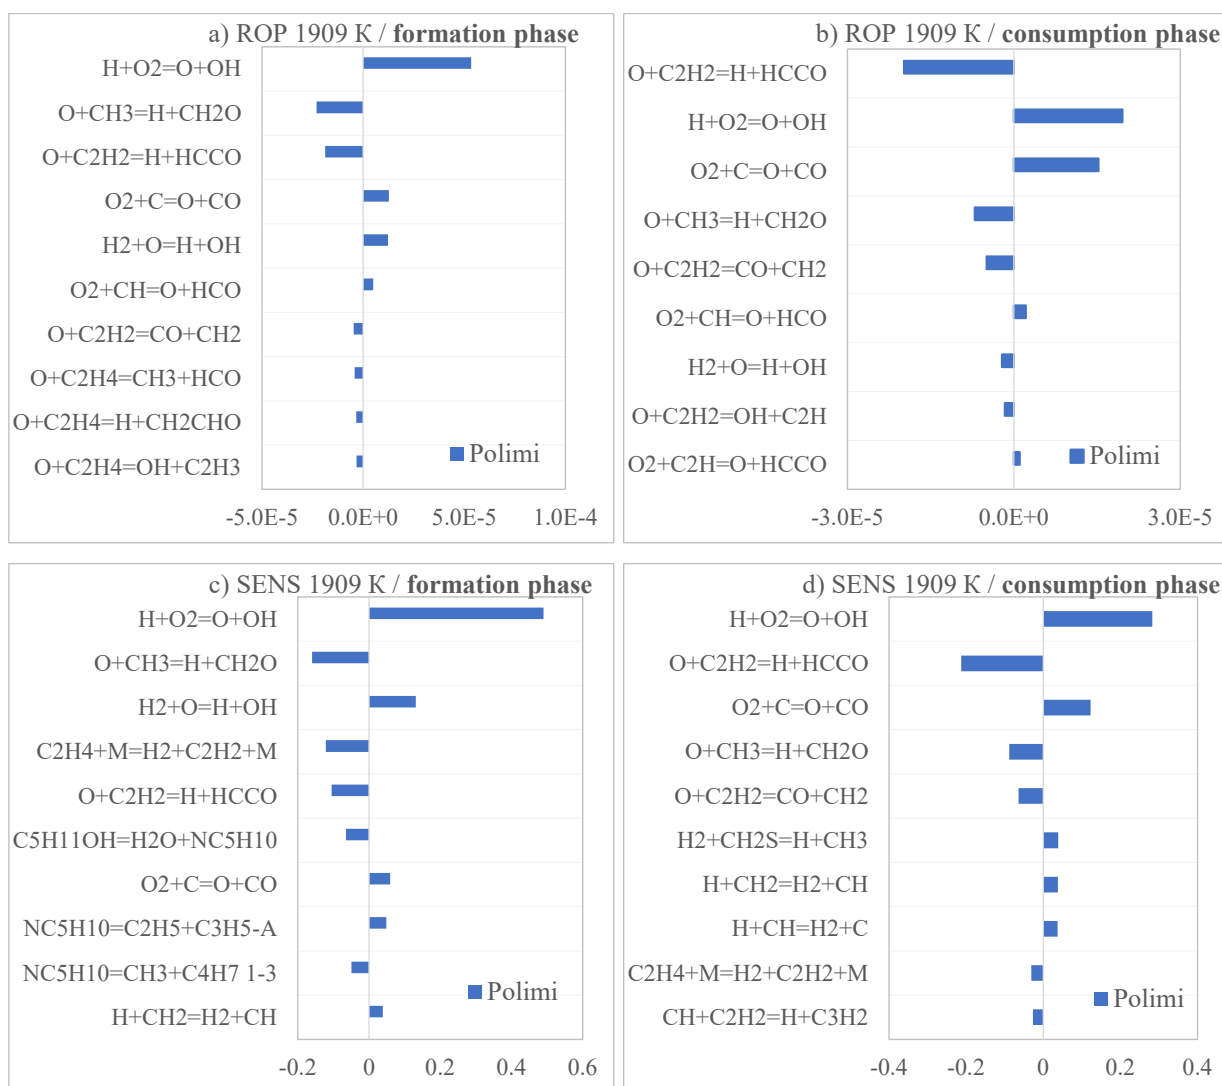 a) ROP 1909 K / formation phase
H+O2=O+OH
O+CH3=H+CH2O
O+C2H2=H+HCCO
O2+C=O+CO
H2+O=H+OH
O2+CH=O+HCO
O+C2H2=CO+CH2
O+C2H4=CH3+HCO
O+C2H4=H+CH2CHO
O+C2H4=OH+C2H3
Polimi
-5.0E-5 0.0E+0 5.0E-5 1.0E-4
b) ROP 1909 K / consumption phase
O+C2H2=H+HCCO
H+O2=O+OH
O2+C=O+CO
O+CH3=H+CH2O
O+C2H2=CO+CH2
O2+CH=O+HCO
H2+O=H+OH
O+C2H2=OH+C2H
O2+C2H=O+HCCO
Polimi
-3.0E-5 0.0E+0 3.0E-5
c) SENS 1909 K / formation phase
H+O2=O+OH
O+CH3=H+CH2O
H2+O=H+OH
C2H4+M=H2+C2H2+M
O+C2H2=H+HCCO
C5H11OH=H2O+NC5H10
O2+C=O+CO
NC5H10=C2H5+C3H5-A
NC5H10=CH3+C4H7 1-3
H+CH2=H2+CH
Polimi
-0.2 0 0.2 0.4 0.6
d) SENS 1909 K / consumption phase
H+O2=O+OH
O+C2H2=H+HCCO
O2+C=O+CO
O+CH3=H+CH2O
O+C2H2=CO+CH2
H2+CH2S=H+CH3
H+CH2=H2+CH
H+CH=H2+C
C2H4+M=H2+C2H2+M
CH+C2H2=H+C3H2
Polimi
-0.4 -0.2 0 0.2 0.4